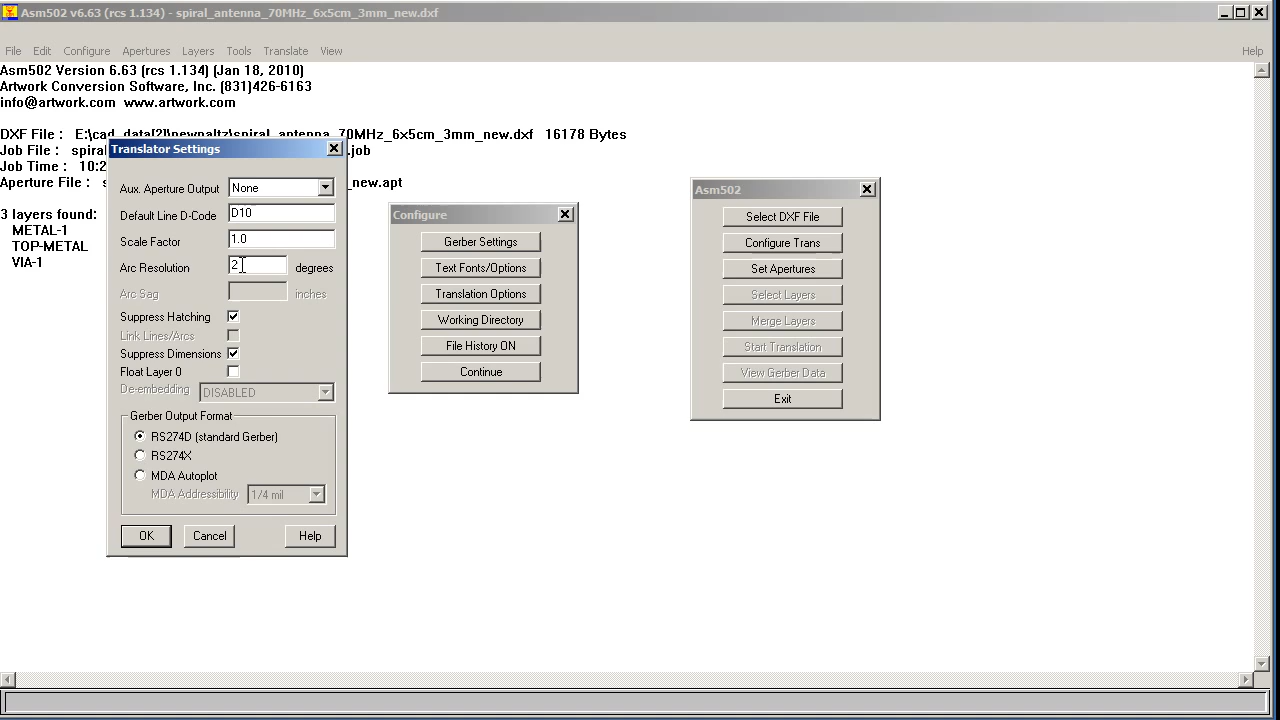 Asm502 v6.63 (rcs 1.134) - spiral_antenna_70MHz_6x5cm_3mm_new.dxf
File Edit Configure Apertures Layers Tools Translate View Help
Asm502 Version 6.63 (rcs 1.134) (Jan 18, 2010)
Artwork Conversion Software, Inc. (831)426-6163
info@artwork.com www.artwork.com
DXF File : E:\cad_data[2]\newpaltz\spiral_antenna_70MHz_6x5cm_3mm_new.dxf 16178 Bytes
Job File : spira .job
Job Time : 10:2
Aperture File : s _new.apt
3 layers found:
METAL-1
TOP-METAL
VIA-1
Translator Settings
Aux. Aperture Output None
Default Line D-Code D10
Scale Factor 1.0
Arc Resolution 2 degrees
Arc Sag inches
Suppress Hatching
Link Lines/Arcs
Suppress Dimensions
Float Layer 0
De-embedding DISABLED
Gerber Output Format
RS274D (standard Gerber)
RS274X
MDA Autoplot
MDA Addressibility 1/4 mil
OK Cancel Help
Configure
Gerber Settings
Text Fonts/Options
Translation Options
Working Directory
File History ON
Continue
Asm502
Select DXF File
Configure Trans
Set Apertures
Select Layers
Merge Layers
Start Translation
View Gerber Data
Exit